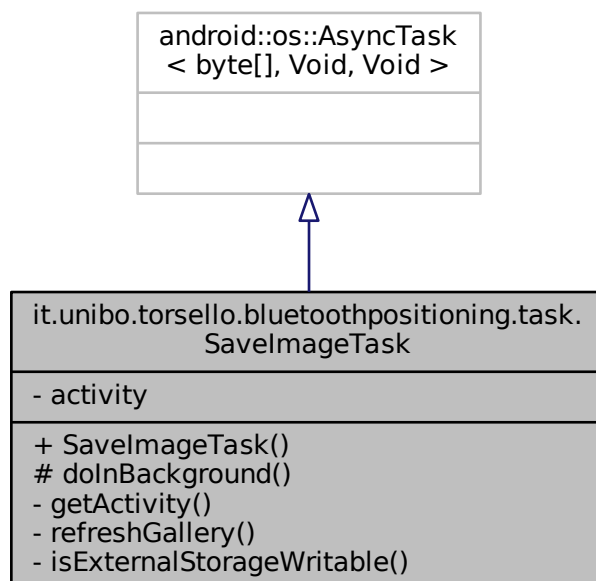 android::os::AsyncTask
< byte[], Void, Void >
it.unibo.torsello.bluetoothpositioning.task.
SaveImageTask
- activity
+ SaveImageTask()
# doInBackground()
- getActivity()
- refreshGallery()
- isExternalStorageWritable()